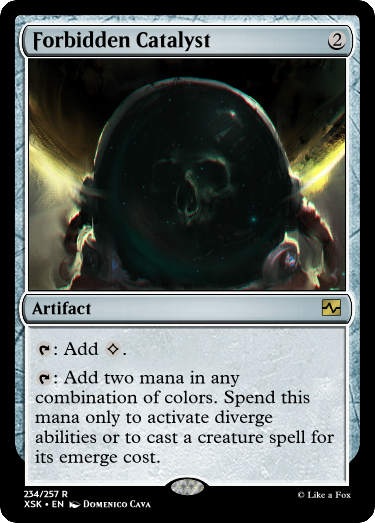 Forbidden Catalyst 2
Artifact
: Add .
: Add two mana in any
combination of colors. Spend this
mana only to activate diverge
abilities or to cast a creature spell for
its emerge cost.
234/257 R
XSK • EN Domenico Cava
© Like a Fox